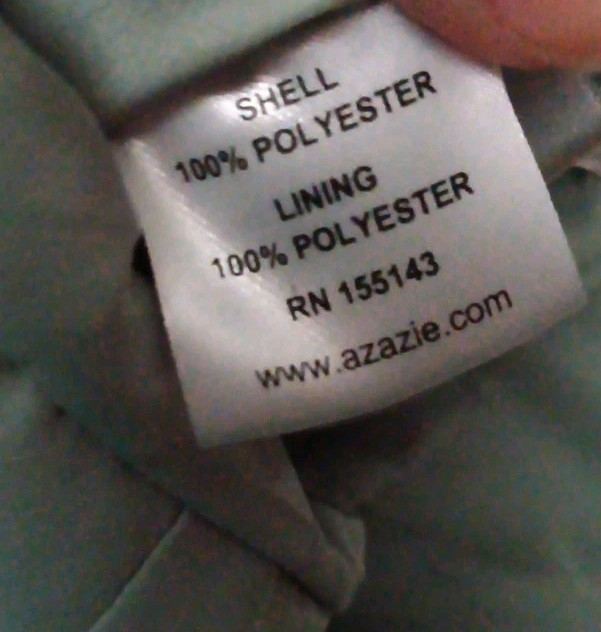 SHELL
100% POLYESTER
LINING
100% POLYESTER
RN 155143
www.azazie.com